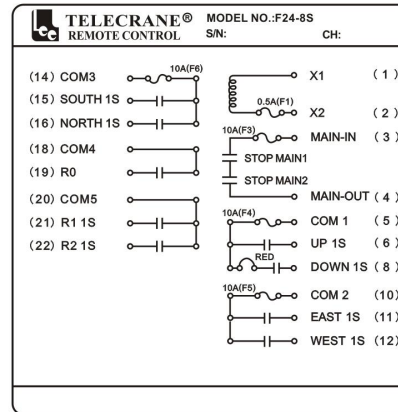 TELECRANE®
REMOTE CONTROL
MODEL NO.:F24-8S
S/N: CH:
10A(F6)
(14) COM3
(15) SOUTH 1S
(16) NORTH 1S
(18) COM4
(19) R0
(20) COM5
(21) R1 1S
(22) R2 1S
X1 ( 1 )
0.5A(F1)
X2 ( 2 )
10A(F3)
MAIN-IN ( 3 )
STOP MAIN1
STOP MAIN2
MAIN-OUT ( 4 )
10A(F4)
COM 1 ( 5 )
UP 1S ( 6 )
RED
DOWN 1S ( 8 )
10A(F5)
COM 2 (10)
EAST 1S (11)
WEST 1S (12)